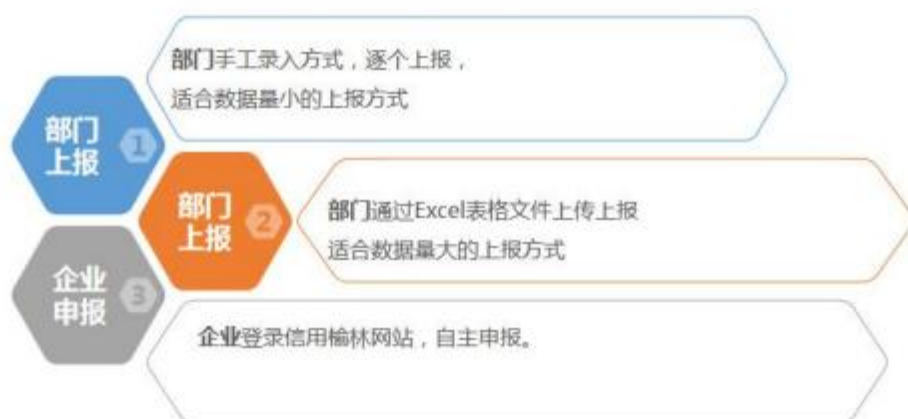 部门手工录入方式，逐个上报，
适合数据量小的上报方式
部门
上报
1
部门
上报
2
部门通过Excel表格文件上传上报
适合数据量大的上报方式
企业
申报
3
企业登录信用榆林网站，自主申报。